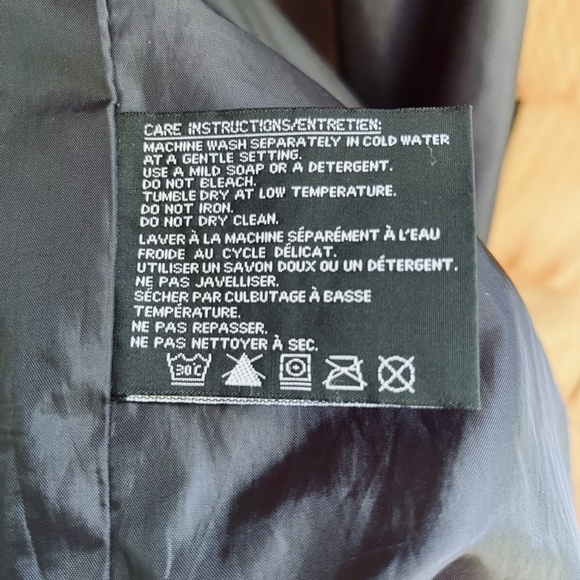 CARE INSTRUCTIONS/ENTRETIEN:
MACHINE WASH SEPARATELY IN COLD WATER
AT A GENTLE SETTING.
USE A MILD SOAP OR A DETERGENT.
DO NOT BLEACH.
TUMBLE DRY AT LOW TEMPERATURE.
DO NOT IRON.
DO NOT DRY CLEAN.
LAVER À LA MACHINE SÉPARÉMENT À L'EAU
FROIDE AU CYCLE DÉLICAT.
UTILISER UN SAVON DOUX OU UN DÉTERGENT.
NE PAS JAVELLISER.
SÉCHER PAR CULBUTAGE À BASSE
TEMPÉRATURE.
NE PAS REPASSER.
NE PAS NETTOYER À SEC.
30°C